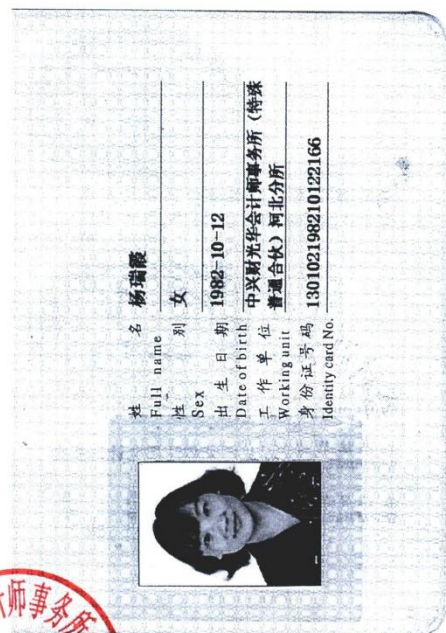 姓 名 杨瑞霞
Full name
性 别 女
Sex
出 生 日 期 1982-10-12
Date of birth
工 作 单 位 中兴财光华会计师事务所（特殊
Working unit 普通合伙）河北分所
身 份 证 号 码 130102198210122166
Identity card No.
师事务所